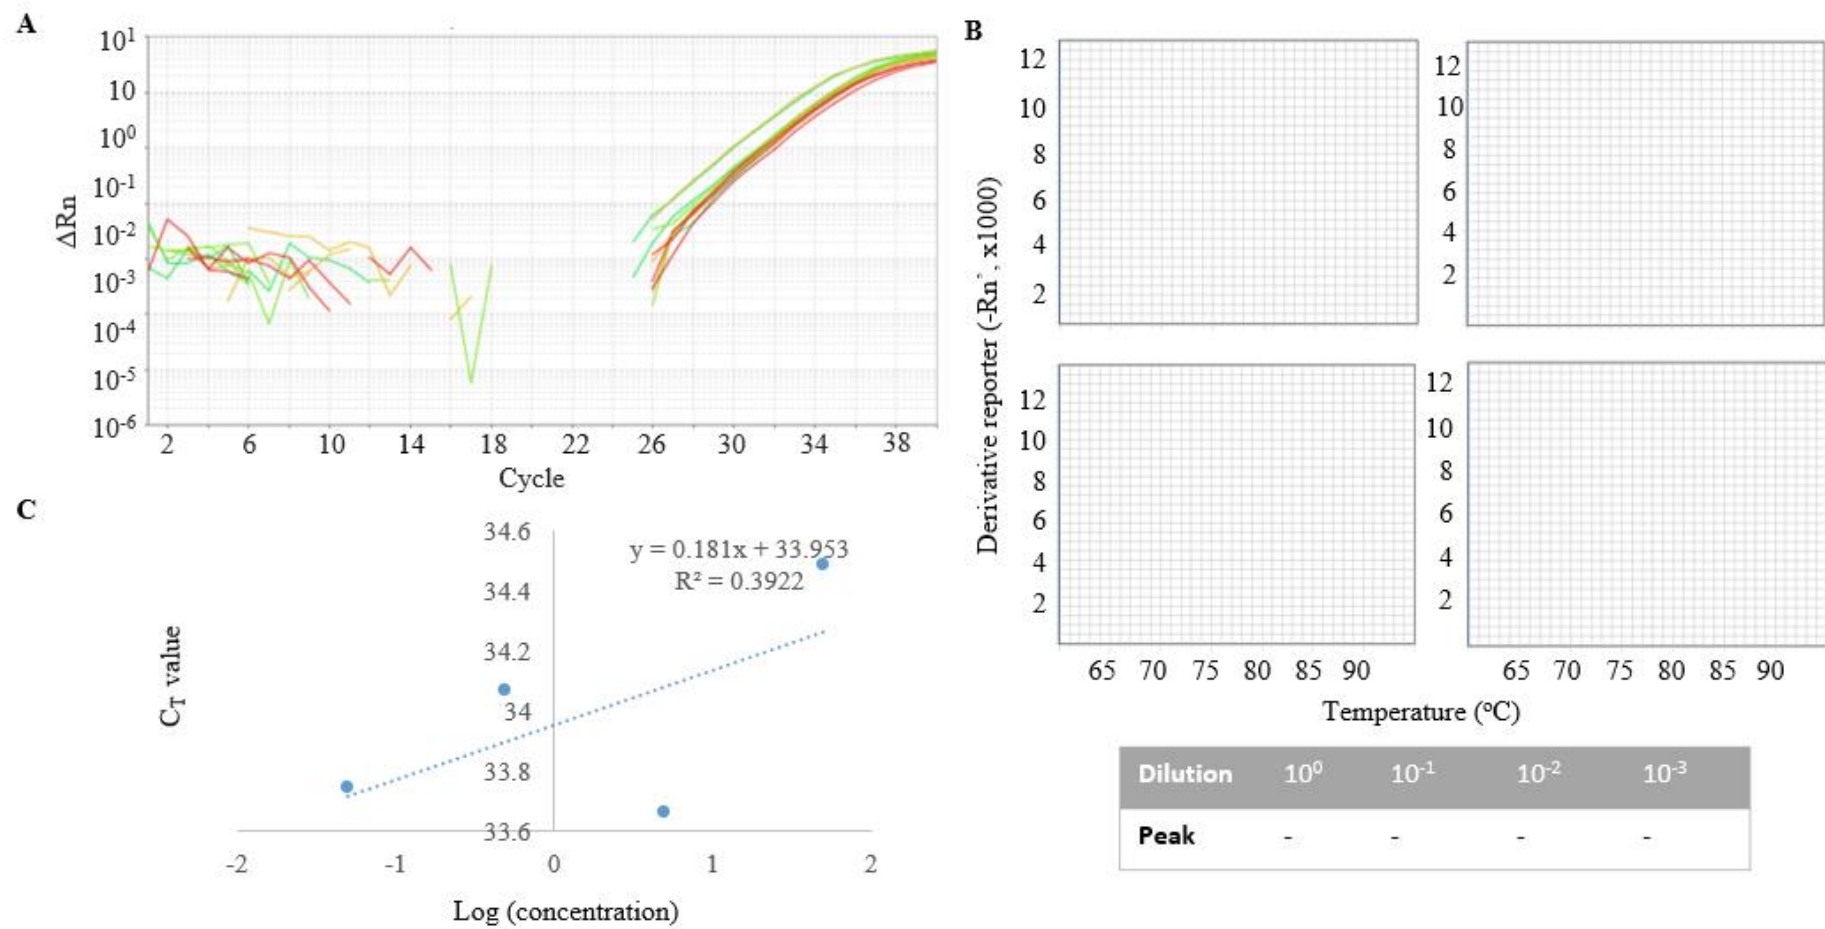 A
10¹
10
10⁰
10⁻¹
10⁻²
10⁻³
10⁻⁴
10⁻⁵
10⁻⁶
ΔRn
2 6 10 14 18 22 26 30 34 38
Cycle
B
12
10
8
6
4
2
12
10
8
6
4
2
12
10
8
6
4
2
12
10
8
6
4
2
Derivative reporter (-Rn`, x1000)
65 70 75 80 85 90
65 70 75 80 85 90
Temperature (°C)
Dilution 10⁰ 10⁻¹ 10⁻² 10⁻³
Peak - - - -
C
34.6
34.4
34.2
34
33.8
33.6
y = 0.181x + 33.953
R² = 0.3922
C_T value
-2 -1 0 1 2
Log (concentration)